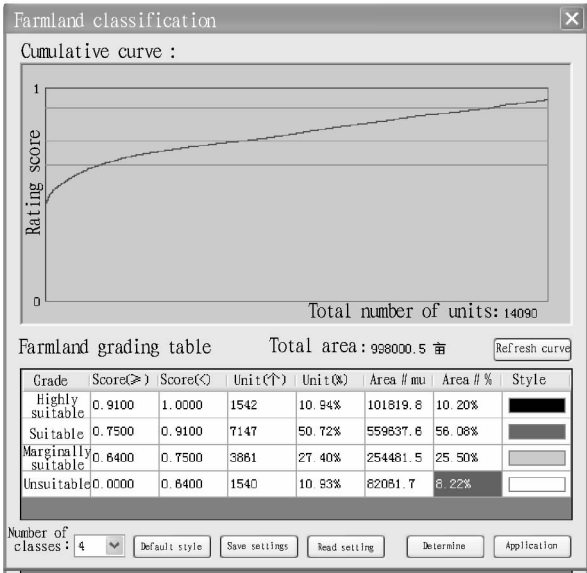 Farmland classification
Cumulative curve :
1
Rating score
0
Total number of units: 14090
Farmland grading table Total area: 998000.5 亩 Refresh curve
Grade Score(≥) Score(<) Unit(个) Unit(%) Area # mu Area # % Style
Highly suitable 0.9100 1.0000 1542 10.94% 101819.8 10.20%
Suitable 0.7500 0.9100 7147 50.72% 559637.6 56.08%
Marginally suitable 0.6400 0.7500 3861 27.40% 254481.5 25.50%
Unsuitable 0.0000 0.6400 1540 10.93% 82061.7 8.22%
Number of classes: 4 Default style Save settings Read setting Determine Application